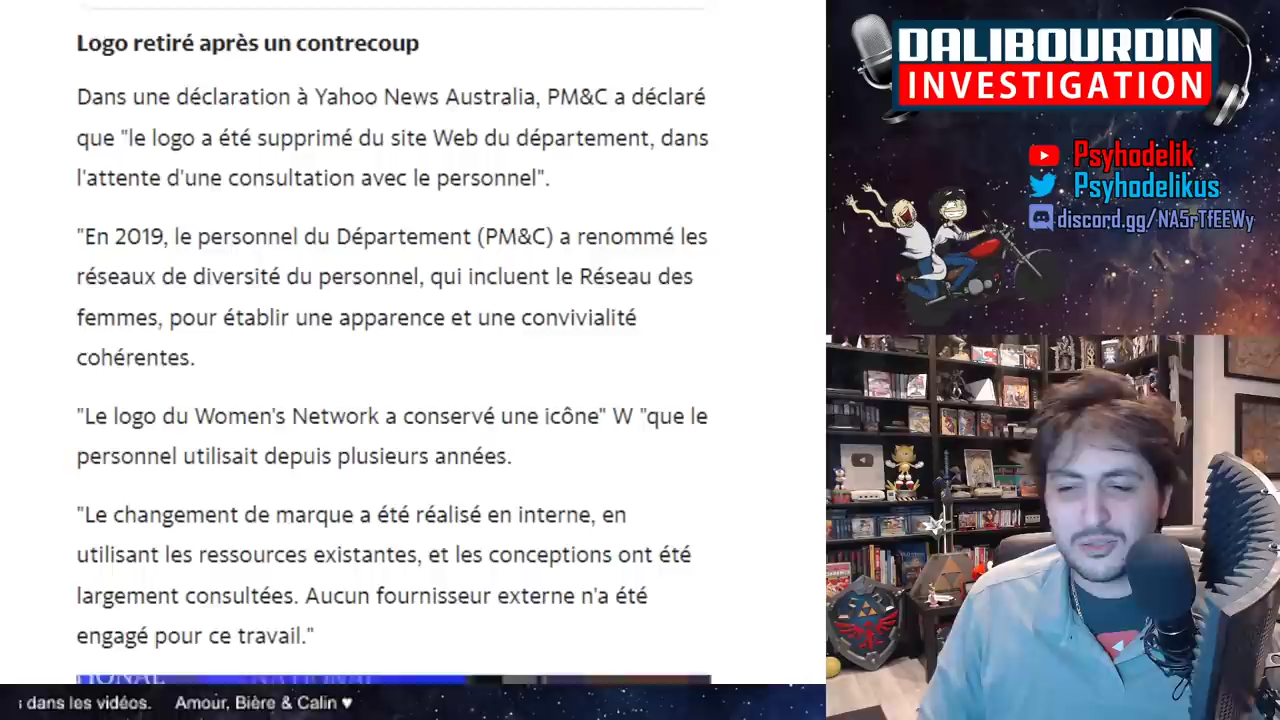 Logo retiré après un contrecoup
Dans une déclaration à Yahoo News Australia, PM&C a déclaré
que "le logo a été supprimé du site Web du département, dans
l'attente d'une consultation avec le personnel".
"En 2019, le personnel du Département (PM&C) a renommé les
réseaux de diversité du personnel, qui incluent le Réseau des
femmes, pour établir une apparence et une convivialité
cohérentes.
"Le logo du Women's Network a conservé une icône" W "que le
personnel utilisait depuis plusieurs années.
"Le changement de marque a été réalisé en interne, en
utilisant les ressources existantes, et les conceptions ont été
largement consultées. Aucun fournisseur externe n'a été
engagé pour ce travail."
dans les vidéos. Amour, Bière & Calin ♥
DALIBOURDIN
INVESTIGATION
Psyhodelik
Psyhodelikus
discord.gg/NA5rTfEEWy